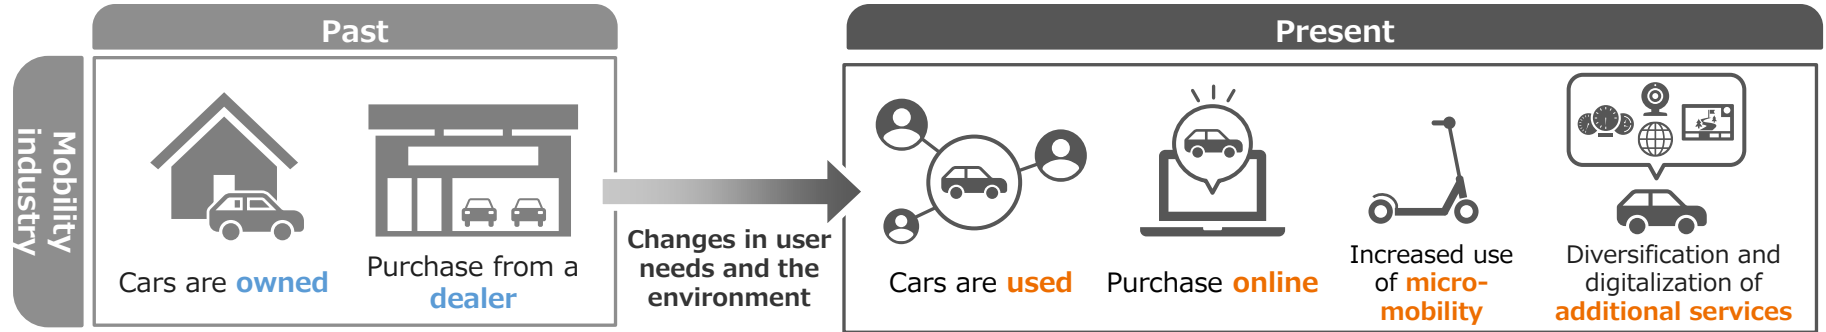 Past
Present
Mobility
industry
Cars are owned
Purchase from a
dealer
Changes in user
needs and the
environment
Cars are used
Purchase online
Increased use
of micro-
mobility
Diversification and
digitalization of
additional services